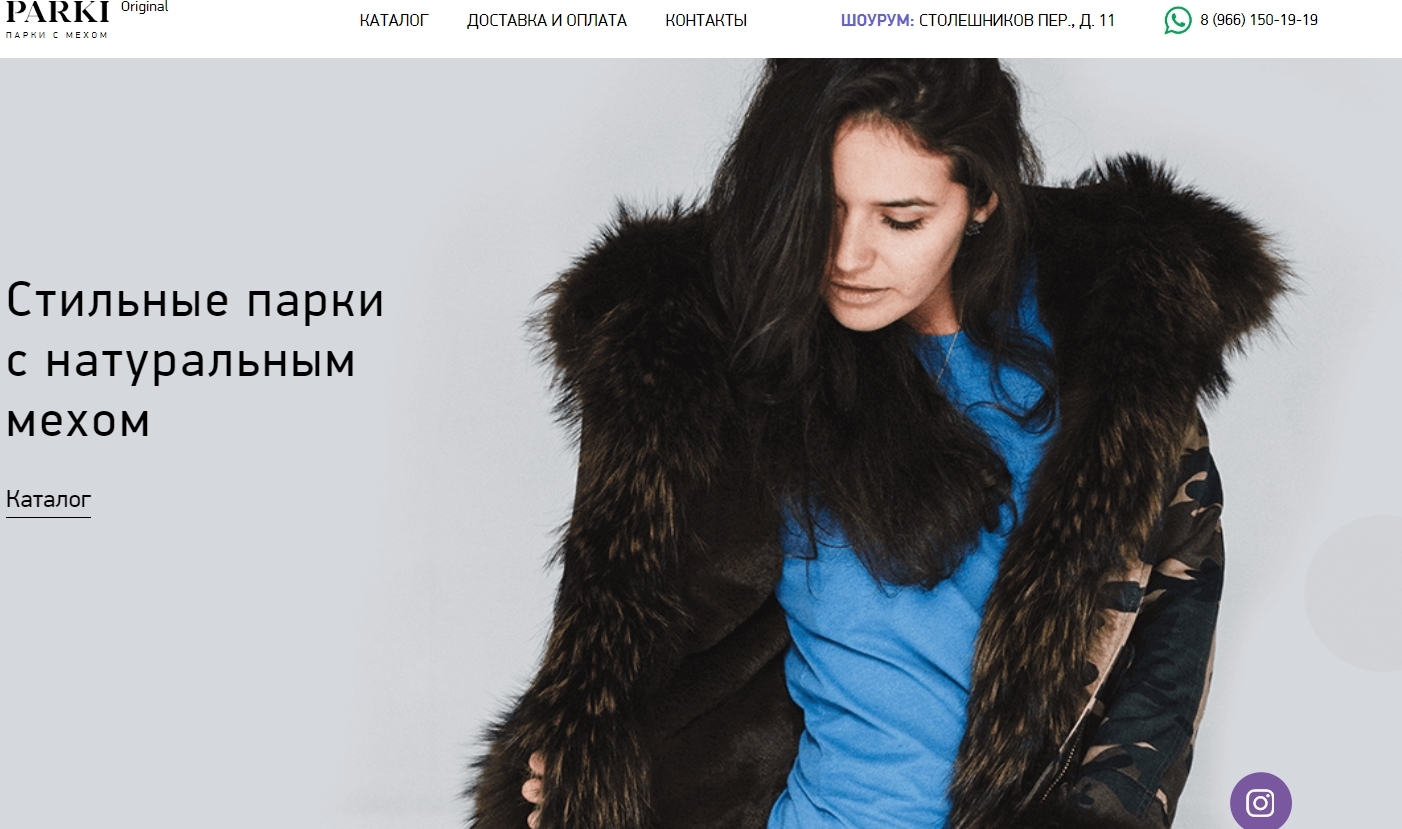 PARKI
Original
ПАРКИ С МЕХОМ
КАТАЛОГ
ДОСТАВКА И ОПЛАТА
КОНТАКТЫ
ШОУРУМ: СТОЛЕШНИКОВ ПЕР., Д. 11
8 (966) 150-19-19
Стильные парки
с натуральным
мехом
Каталог